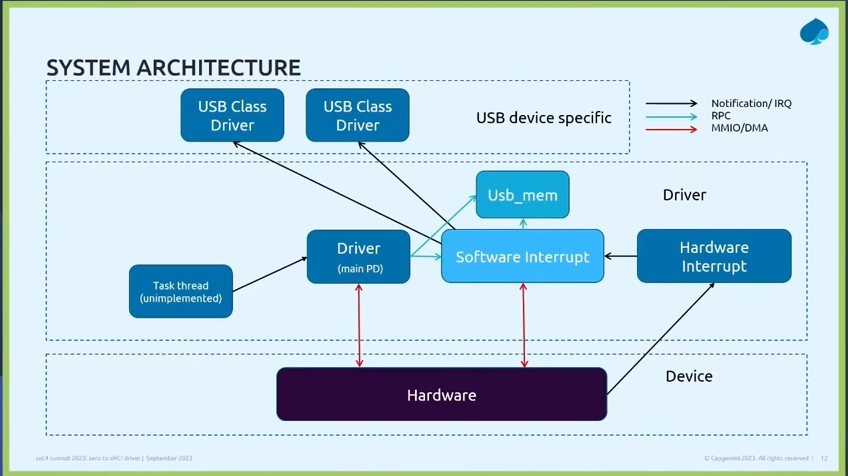 SYSTEM ARCHITECTURE
USB Class
Driver
USB Class
Driver
USB device specific
Notification/ IRQ
RPC
MMIO/DMA
Usb_mem
Driver
Driver
(main PD)
Software Interrupt
Hardware
Interrupt
Task thread
(unimplemented)
Device
Hardware
seL4 summit 2023: zero to xHCI driver | September 2023
© Capgemini 2023. All rights reserved | 12